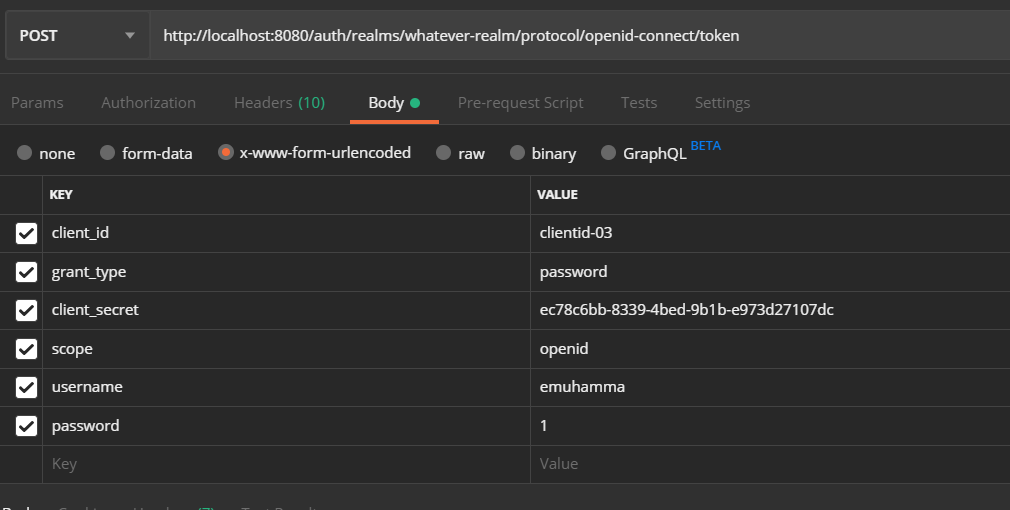 POST http://localhost:8080/auth/realms/whatever-realm/protocol/openid-connect/token
Params Authorization Headers (10) Body Pre-request Script Tests Settings
none form-data x-www-form-urlencoded raw binary GraphQL BETA
KEY VALUE
client_id clientid-03
grant_type password
client_secret ec78c6bb-8339-4bed-9b1b-e973d27107dc
scope openid
username emuhamma
password 1
Key Value